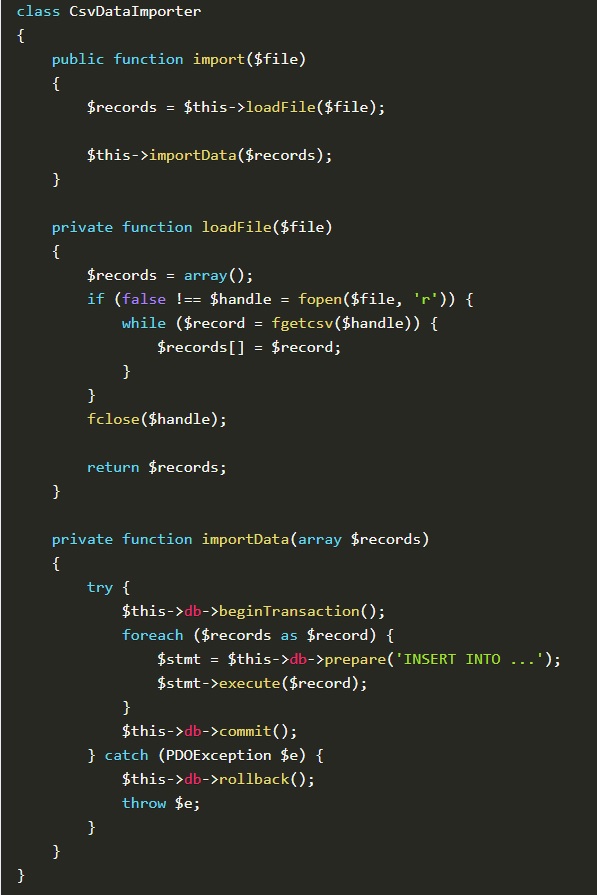 class CsvDataImporter
{
    public function import($file)
    {
        $records = $this->loadFile($file);

        $this->importData($records);
    }

    private function loadFile($file)
    {
        $records = array();
        if (false !== $handle = fopen($file, 'r')) {
            while ($record = fgetcsv($handle)) {
                $records[] = $record;
            }
        }
        fclose($handle);

        return $records;
    }

    private function importData(array $records)
    {
        try {
            $this->db->beginTransaction();
            foreach ($records as $record) {
                $stmt = $this->db->prepare('INSERT INTO ...');
                $stmt->execute($record);
            }
            $this->db->commit();
        } catch (PDOException $e) {
            $this->db->rollback();
            throw $e;
        }
    }
}